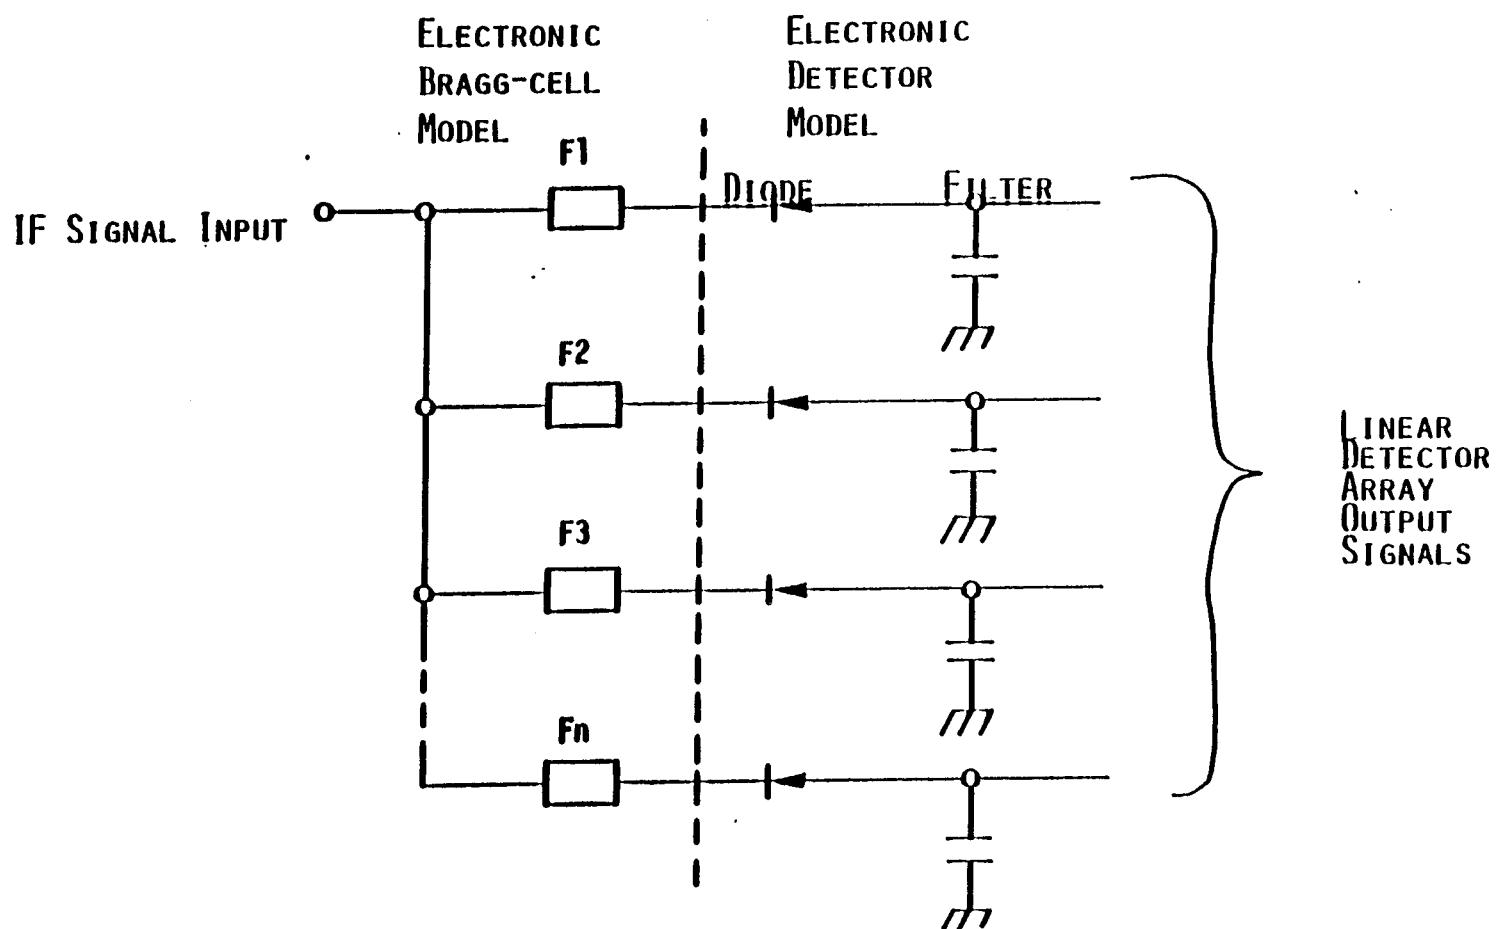 ELECTRONIC
BRAGG-CELL
MODEL
ELECTRONIC
DETECTOR
MODEL
F1
DIODE
FILTER
IF SIGNAL INPUT
F2
F3
Fn
LINEAR
DETECTOR
ARRAY
OUTPUT
SIGNALS